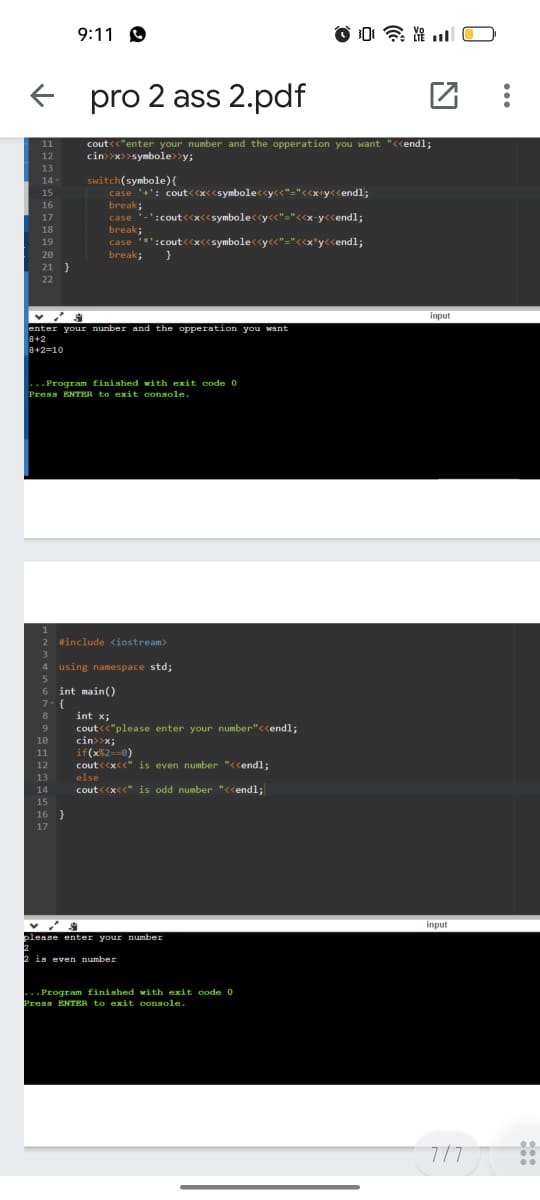 9:11
Vo
LTE
pro 2 ass 2.pdf
11 cout<<"enter your number and the opperation you want "<<endl;
12 cin>>x>>symbole>>y;
13
14 switch(symbole){
15 case '+': cout<<x<<symbole<<y<<"="<<x+y<<endl;
16 break;
17 case '-':cout<<x<<symbole<<y<<"="<<x-y<<endl;
18 break;
19 case '*':cout<<x<<symbole<<y<<"="<<x*y<<endl;
20 break; }
21 }
22
input
enter your number and the opperation you want
8+2
8+2=10
...Program finished with exit code 0
Press ENTER to exit console.
1
2 #include <iostream>
3
4 using namespace std;
5
6 int main()
7 {
8 int x;
9 cout<<"please enter your number"<<endl;
10 cin>>x;
11 if(x%2==0)
12 cout<<x<<" is even number "<<endl;
13 else
14 cout<<x<<" is odd number "<<endl;
15
16 }
17
input
please enter your number
2
2 is even number
...Program finished with exit code 0
Press ENTER to exit console.
7/7